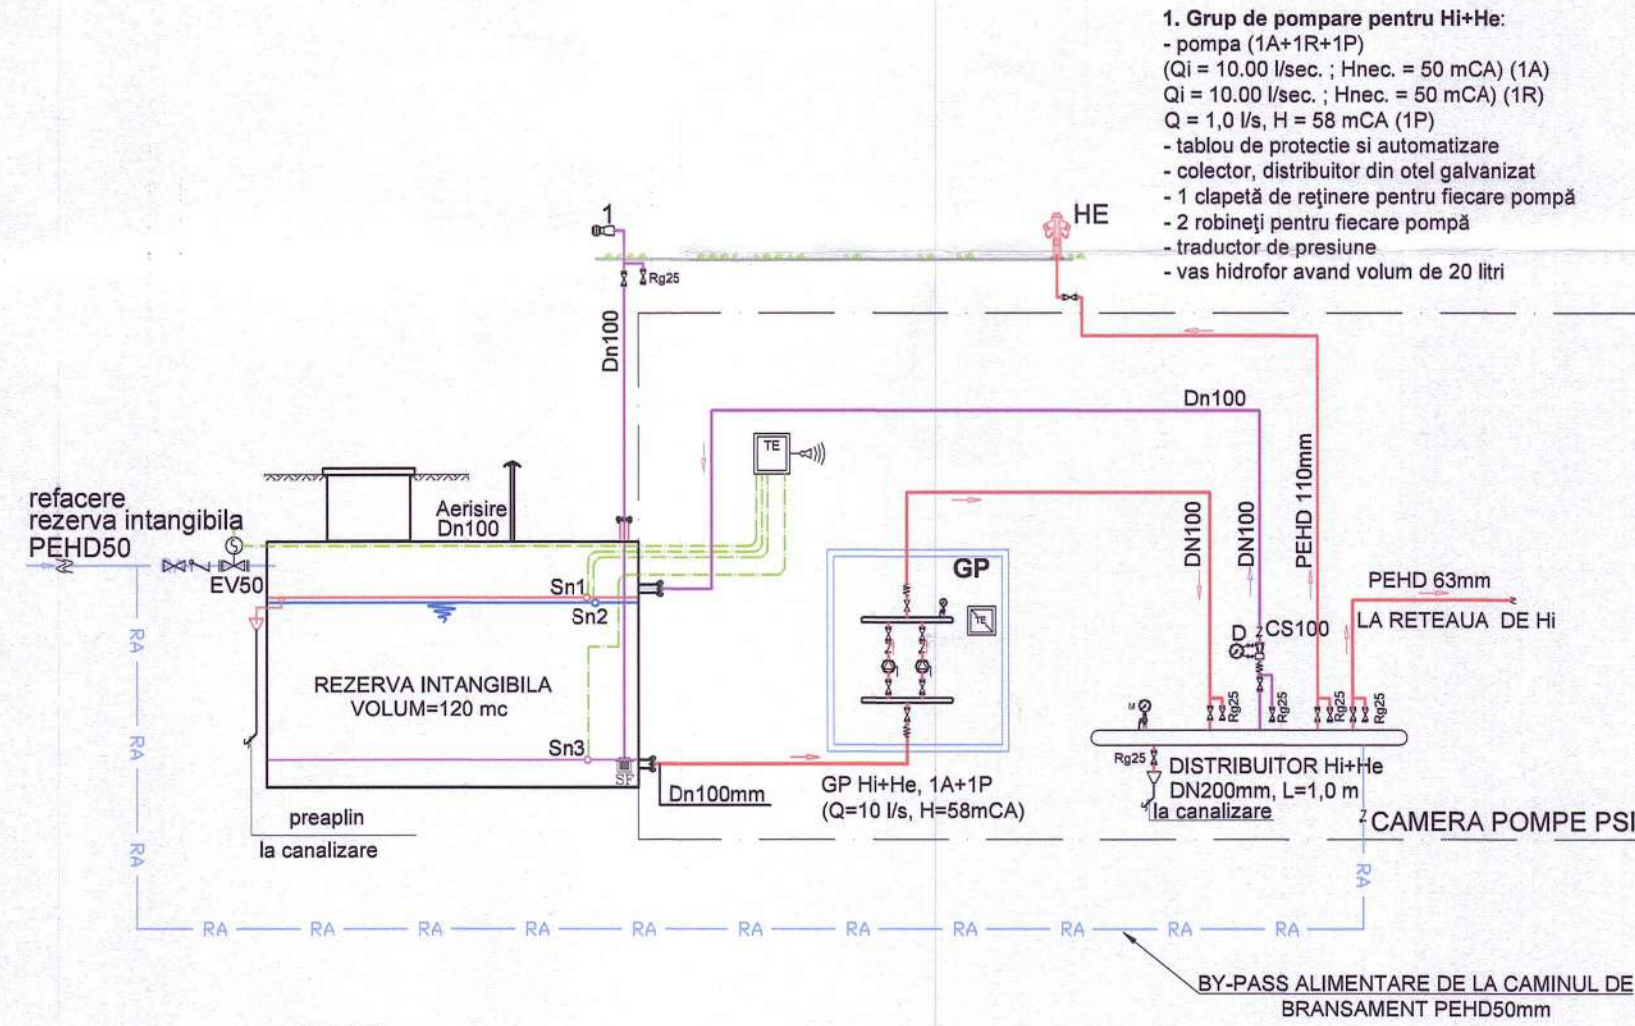 1. Grup de pompare pentru Hi+He:
- pompa (1A+1R+1P)
(Qi = 10.00 l/sec. ; Hnec. = 50 mCA) (1A)
Qi = 10.00 l/sec. ; Hnec. = 50 mCA) (1R)
Q = 1,0 l/s, H = 58 mCA (1P)
- tablou de protectie si automatizare
- colector, distribuitor din otel galvanizat
- 1 clapetă de reţinere pentru fiecare pompă
- 2 robineţi pentru fiecare pompă
- traductor de presiune
- vas hidrofor avand volum de 20 litri
1
HE
Rg25
Dn100
Dn100
TE
refacere
rezerva intangibila
PEHD50
S
EV50
Aerisire
Dn100
Sn1
Sn2
REZERVA INTANGIBILA
VOLUM=120 mc
Sn3
SF
Dn100mm
preaplin
la canalizare
GP
TE
GP Hi+He, 1A+1P
(Q=10 l/s, H=58mCA)
DN100
DN100
PEHD 110mm
PEHD 63mm
LA RETEAUA DE Hi
D
CS100
Z
Rg25
Rg25
Rg25
Rg25
M
Rg25
DISTRIBUITOR Hi+He
DN200mm, L=1,0 m
la canalizare
Z
CAMERA POMPE PSI
RA
RA
RA
RA
RA RA RA RA RA RA RA RA RA RA RA
BY-PASS ALIMENTARE DE LA CAMINUL DE
BRANSAMENT PEHD50mm